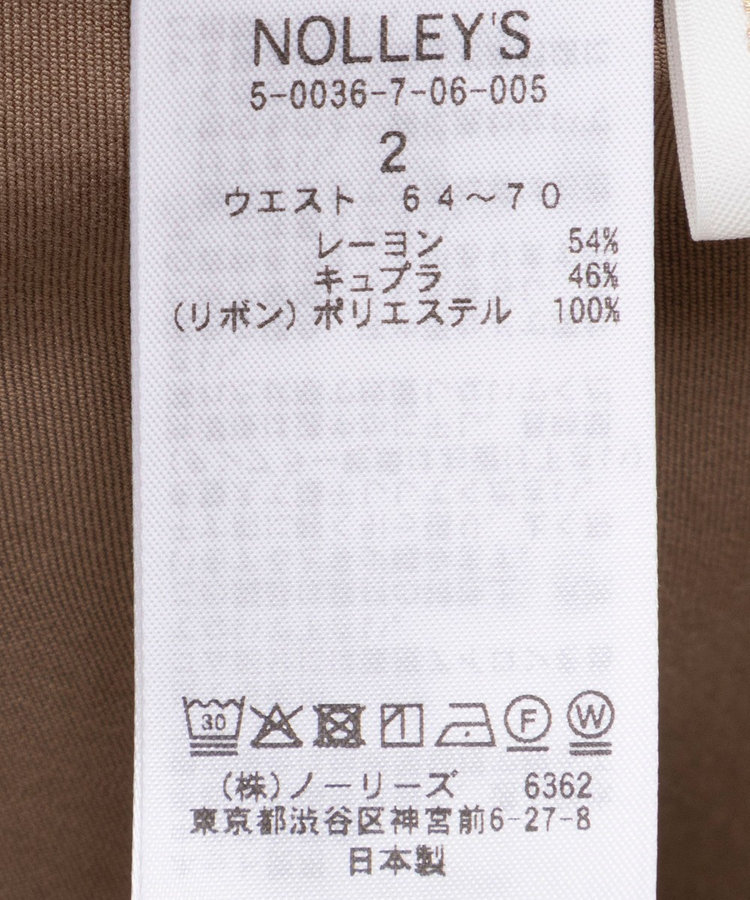 NOLLEY'S
5-0036-7-06-005
2
ウエスト 64～70
レーヨン 54%
キュプラ 46%
(リボン) ポリエステル 100%
30
F
W
(株)ノーリーズ 6362
東京都渋谷区神宮前6-27-8
日本製